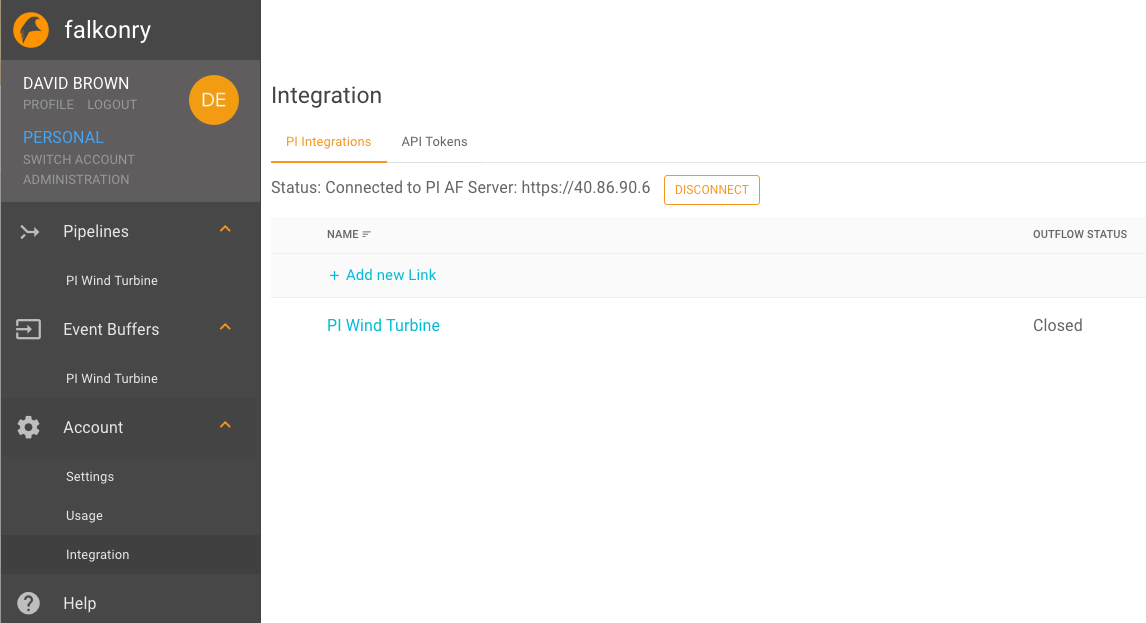 falkonry
DAVID BROWN
PROFILE LOGOUT
DE
PERSONAL
SWITCH ACCOUNT
ADMINISTRATION
Pipelines
PI Wind Turbine
Event Buffers
PI Wind Turbine
Account
Settings
Usage
Integration
Help
Integration
PI Integrations API Tokens
Status: Connected to PI AF Server: https://40.86.90.6 DISCONNECT
NAME OUTFLOW STATUS
+ Add new Link
PI Wind Turbine Closed